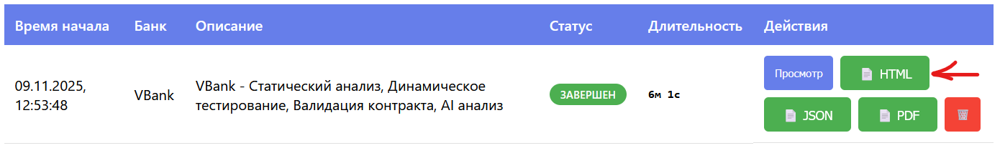 Время начала Банк Описание Статус Длительность Действия
09.11.2025,
12:53:48
VBank
VBank - Статический анализ, Динамическое
тестирование, Валидация контракта, AI анализ
ЗАВЕРШЕН
6м 1с
Просмотр HTML
JSON PDF